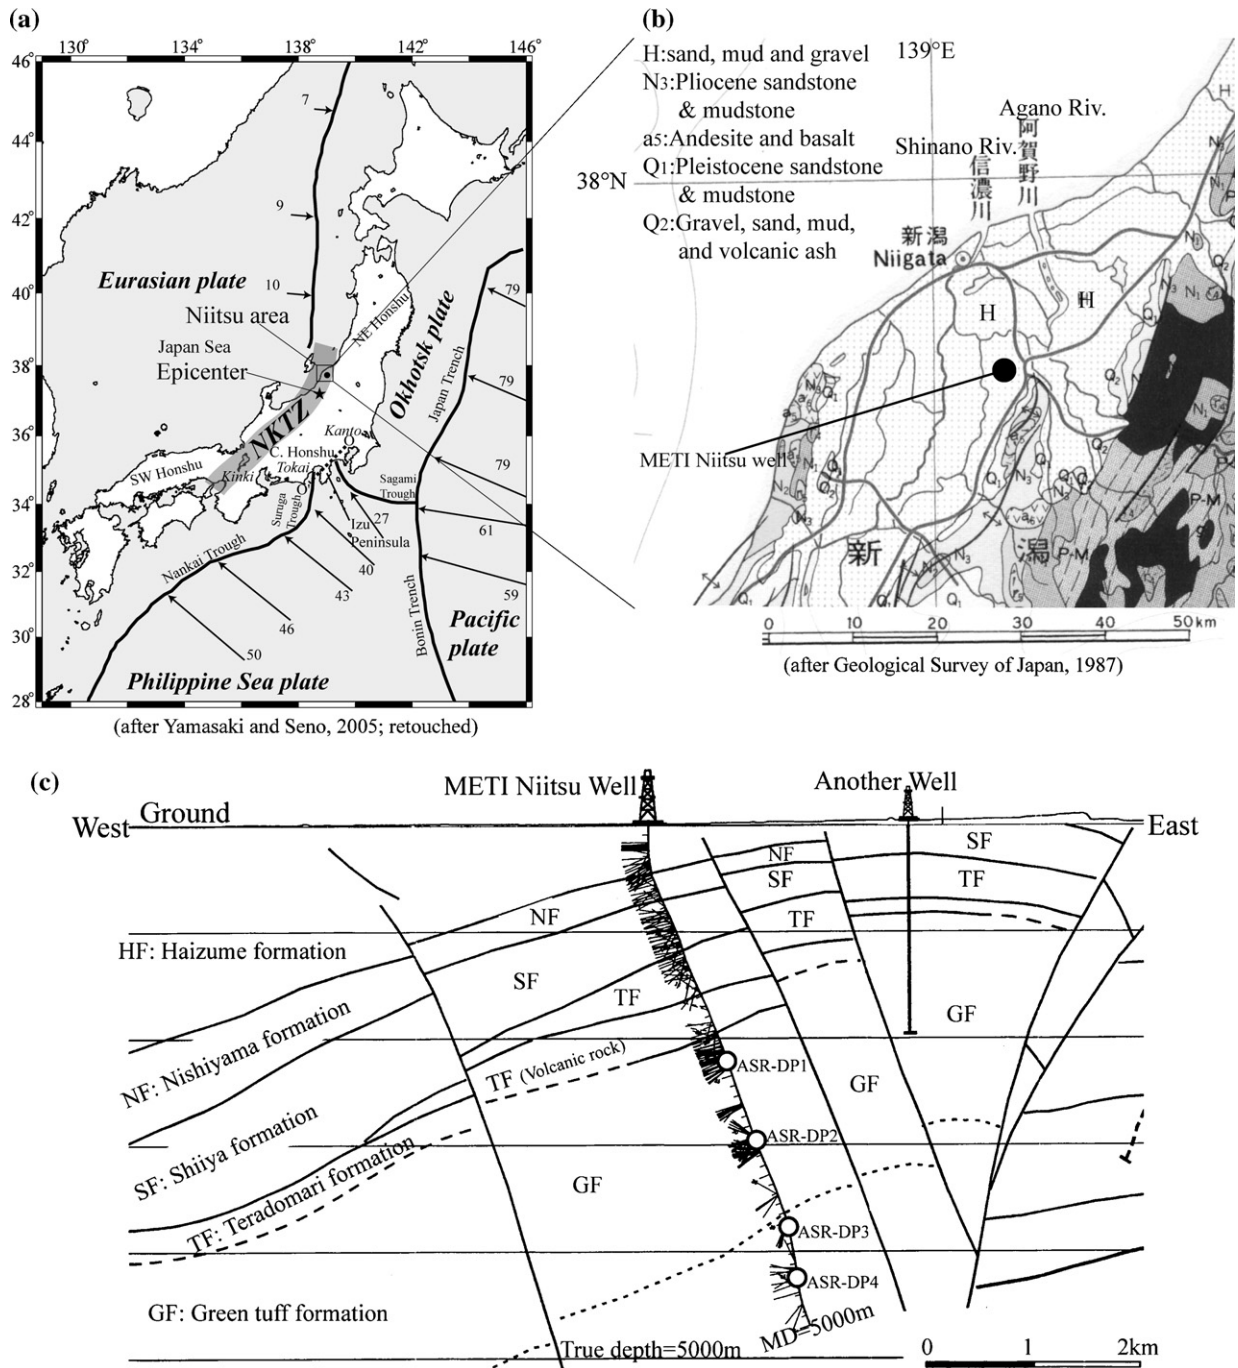 (a)
130° 134° 138° 142° 146°
46°
44°
42°
40°
38°
36°
34°
32°
30°
28°
7
9
10
Eurasian plate
Niitsu area
Japan Sea
Epicenter
NE Honshu
Okhotsk plate
Japan Trench
79
79
79
NKTZ
Kanto
C. Honshu
SW Honshu
Kinki
Tokai
Sagami
Trough
Suruga
Trough
27
61
Izu
Peninsula
Nankai Trough
40
43
46
50
59
Bonin Trench
Pacific
plate
Philippine Sea plate
(after Yamasaki and Seno, 2005; retouched)
(b)
139°E
H:sand, mud and gravel
N3:Pliocene sandstone
& mudstone
a5:Andesite and basalt
Q1:Pleistocene sandstone
& mudstone
Q2:Gravel, sand, mud,
and volcanic ash
Agano Riv.
阿賀野川
Shinano Riv.
信濃川
38°N
新潟
Niigata
H
H
H
METI Niitsu well
新 潟
P-M
P-M
0 10 20 30 40 50 km
(after Geological Survey of Japan, 1987)
(c)
METI Niitsu Well
Another Well
West
Ground
East
NF
SF
SF
TF
TF
NF
HF: Haizume formation
SF
TF
GF
NF: Nishiyama formation
TF (Volcanic rock)
ASR-DP1
GF
SF: Shiiya formation
ASR-DP2
GF
TF: Teradomari formation
ASR-DP3
ASR-DP4
GF: Green tuff formation
True depth=5000m
MD=5000m
0 1 2km